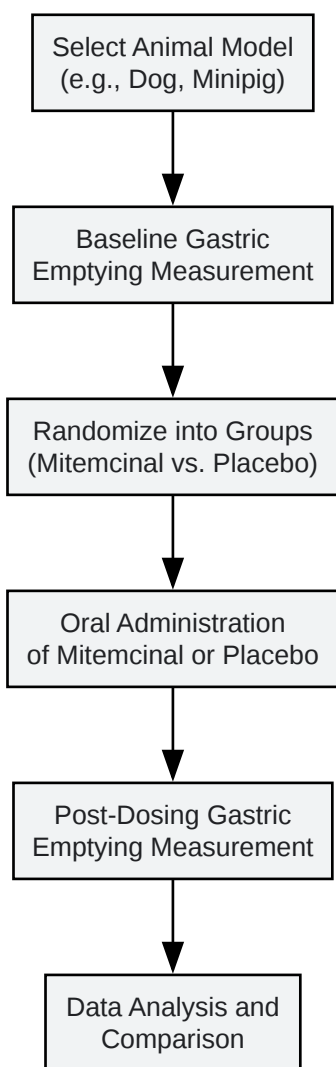 Select Animal Model
(e.g., Dog, Minipig)
Baseline Gastric
Emptying Measurement
Randomize into Groups
(Mitemcinal vs. Placebo)
Oral Administration
of Mitemcinal or Placebo
Post-Dosing Gastric
Emptying Measurement
Data Analysis and
Comparison